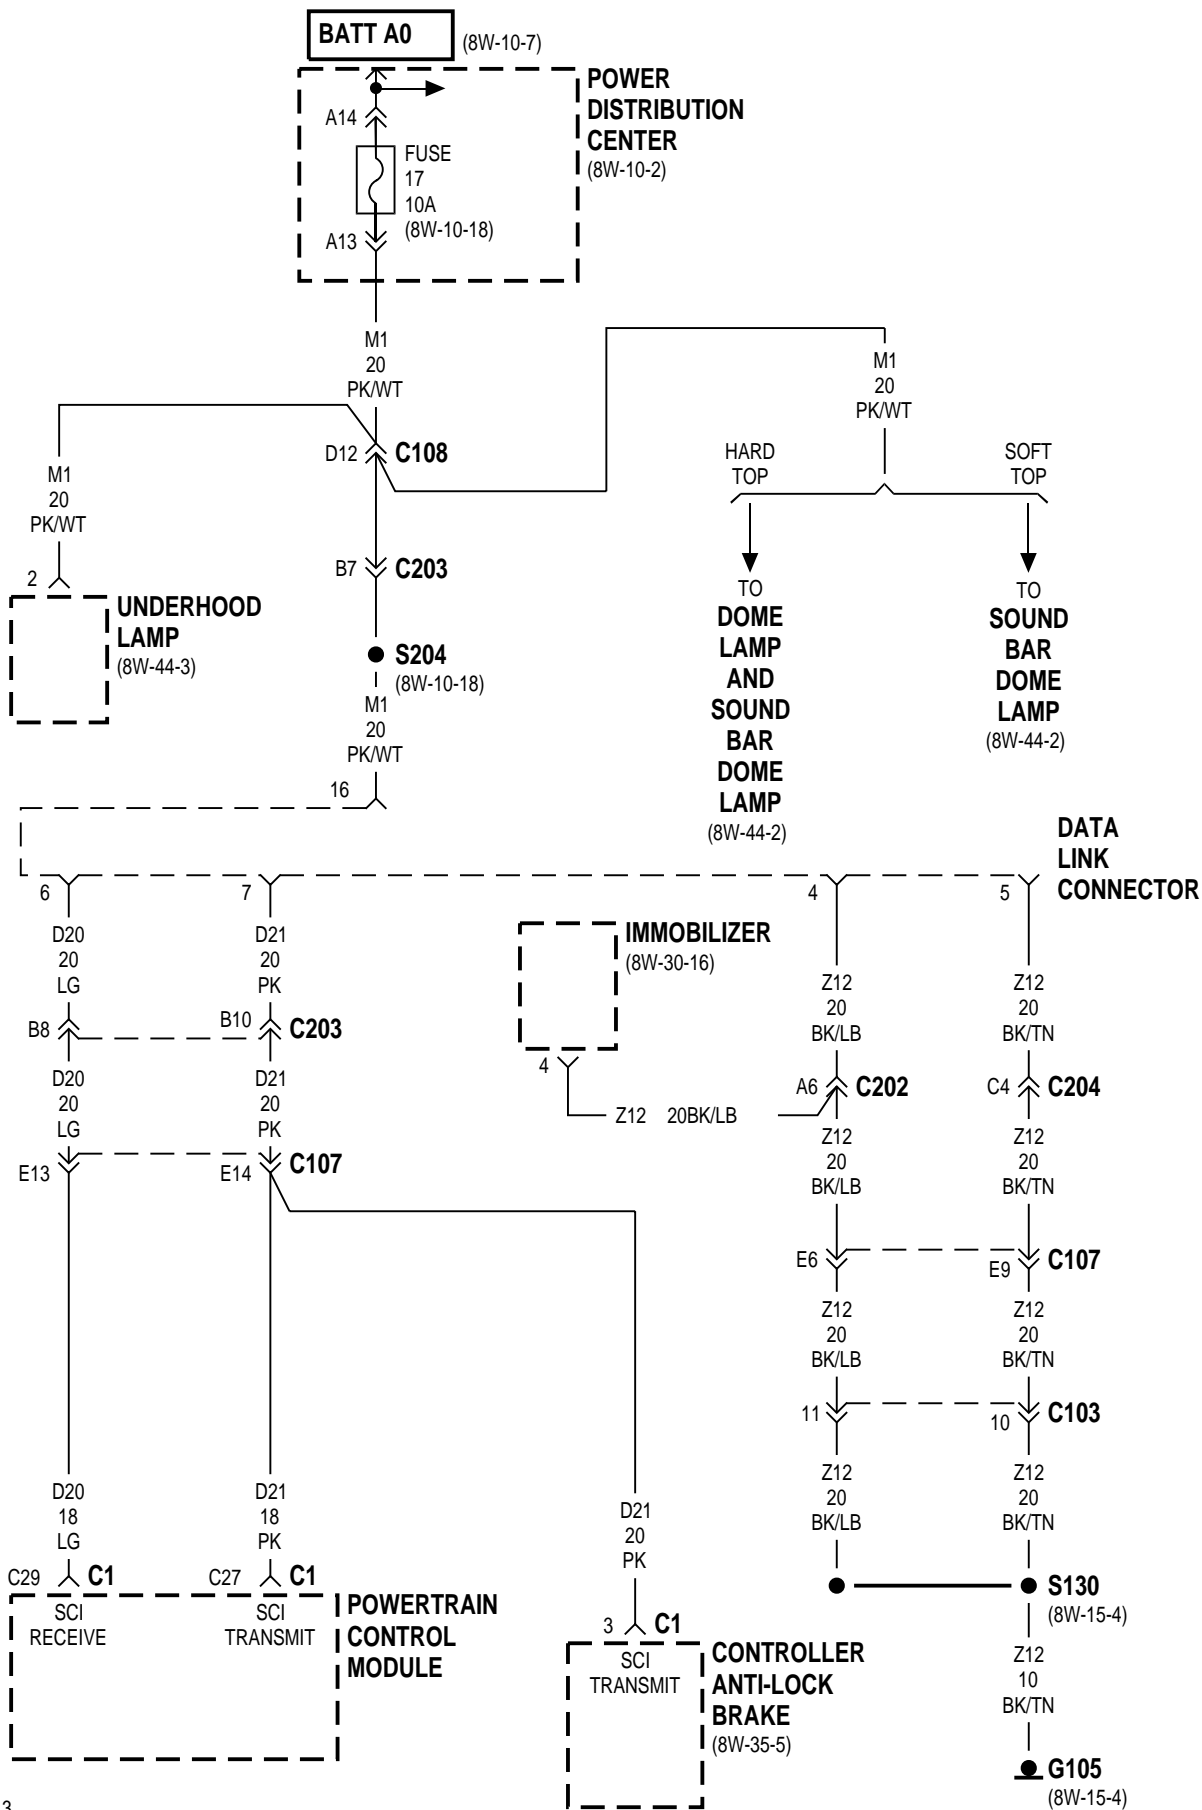 BATT A0
(8W-10-7)
POWER
DISTRIBUTION
CENTER
(8W-10-2)
A14
FUSE
17
10A
(8W-10-18)
A13
M1
20
PK/WT
M1
20
PK/WT
D12
C108
HARD
TOP
SOFT
TOP
M1
20
PK/WT
B7
C203
2
UNDERHOOD
LAMP
(8W-44-3)
TO
DOME
LAMP
AND
SOUND
BAR
DOME
LAMP
(8W-44-2)
TO
SOUND
BAR
DOME
LAMP
(8W-44-2)
S204
(8W-10-18)
M1
20
PK/WT
16
DATA
LINK
CONNECTOR
6
7
4
5
D20
20
LG
D21
20
PK
IMMOBILIZER
(8W-30-16)
Z12
20
BK/LB
Z12
20
BK/TN
B8
B10
C203
4
D20
20
LG
D21
20
PK
A6
C202
C4
C204
Z12 20BK/LB
Z12
20
BK/LB
Z12
20
BK/TN
E13
E14
C107
E6
E9
C107
Z12
20
BK/LB
Z12
20
BK/TN
11
10
C103
Z12
20
BK/LB
Z12
20
BK/TN
D20
18
LG
D21
18
PK
D21
20
PK
C29
C1
C27
C1
S130
(8W-15-4)
SCI
RECEIVE
SCI
TRANSMIT
POWERTRAIN
CONTROL
MODULE
3
C1
SCI
TRANSMIT
CONTROLLER
ANTI-LOCK
BRAKE
(8W-35-5)
Z12
10
BK/TN
G105
(8W-15-4)
3